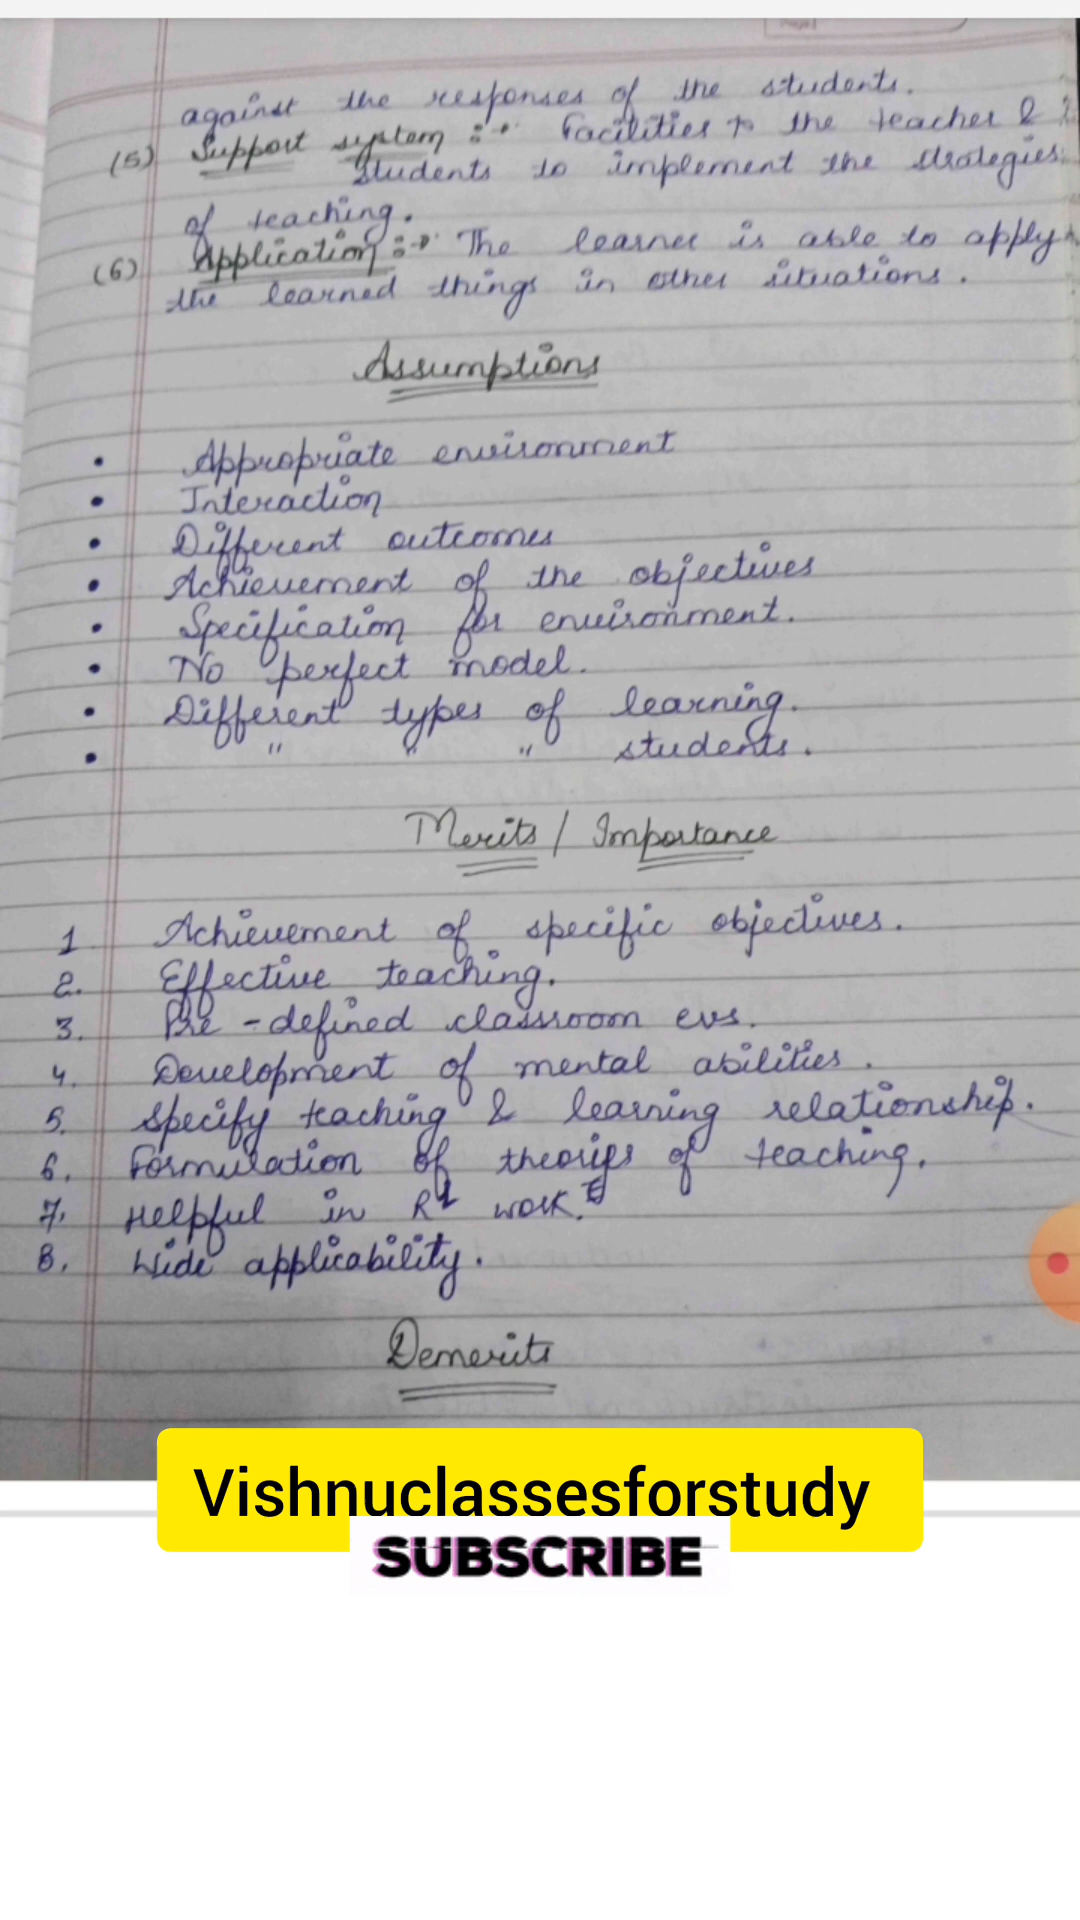 against the responses of the students.
(5) Support system :→ Facilities to the teacher &
students to implement the strategies
of teaching.
(6) Application :→ The learner is able to apply
the learned things in other situations.
Assumptions
• Appropriate environment
• Interaction
• Different outcomes
• Achievement of the objectives
• Specification for environment.
• No perfect model.
• Different types of learning.
• " " " students.
Merits / Importance
1 Achievement of specific objectives.
2. Effective teaching.
3. Pre-defined classroom evs.
4. Development of mental abilities.
5. Specify teaching & learning relationship.
6. Formulation of theories of teaching.
7. Helpful in work.
8. Wide applicability.
Demerits
Vishnuclassesforstudy
SUBSCRIBE